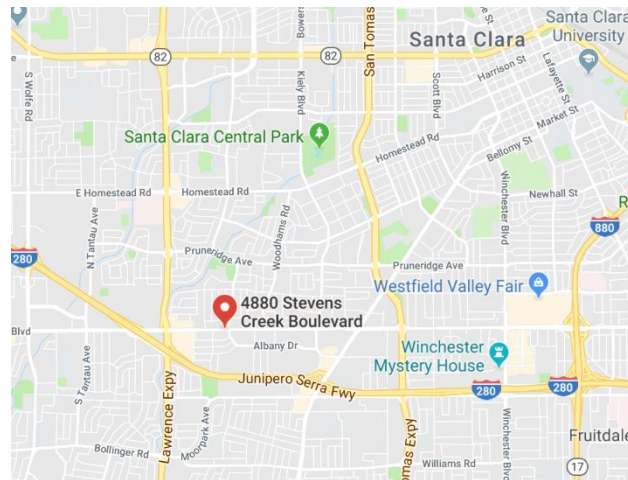 Santa Clara
Santa Clara
University
82
82
S Wolfe Rd
Bowers
Kiely Blvd
San Tomas
Scott Blvd
Harrison St
Lafayette St
Market St
Santa Clara Central Park
Homestead Rd
Bellomy St
E Homestead Rd
Homestead Rd
Winchester Blvd
Newhall St
R
880
N Tantau Ave
Woodhams Rd
280
Pruneridge Ave
Pruneridge Ave
Westfield Valley Fair
4880 Stevens
Creek Boulevard
Blvd
Albany Dr
Winchester
Mystery House
S Tantau Ave
Junipero Serra Fwy
280
280
Lawrence Expy
Moorpark Ave
omas Expy
Winchester Blvd
Fruitdale
Bollinger Rd
Williams Rd
17